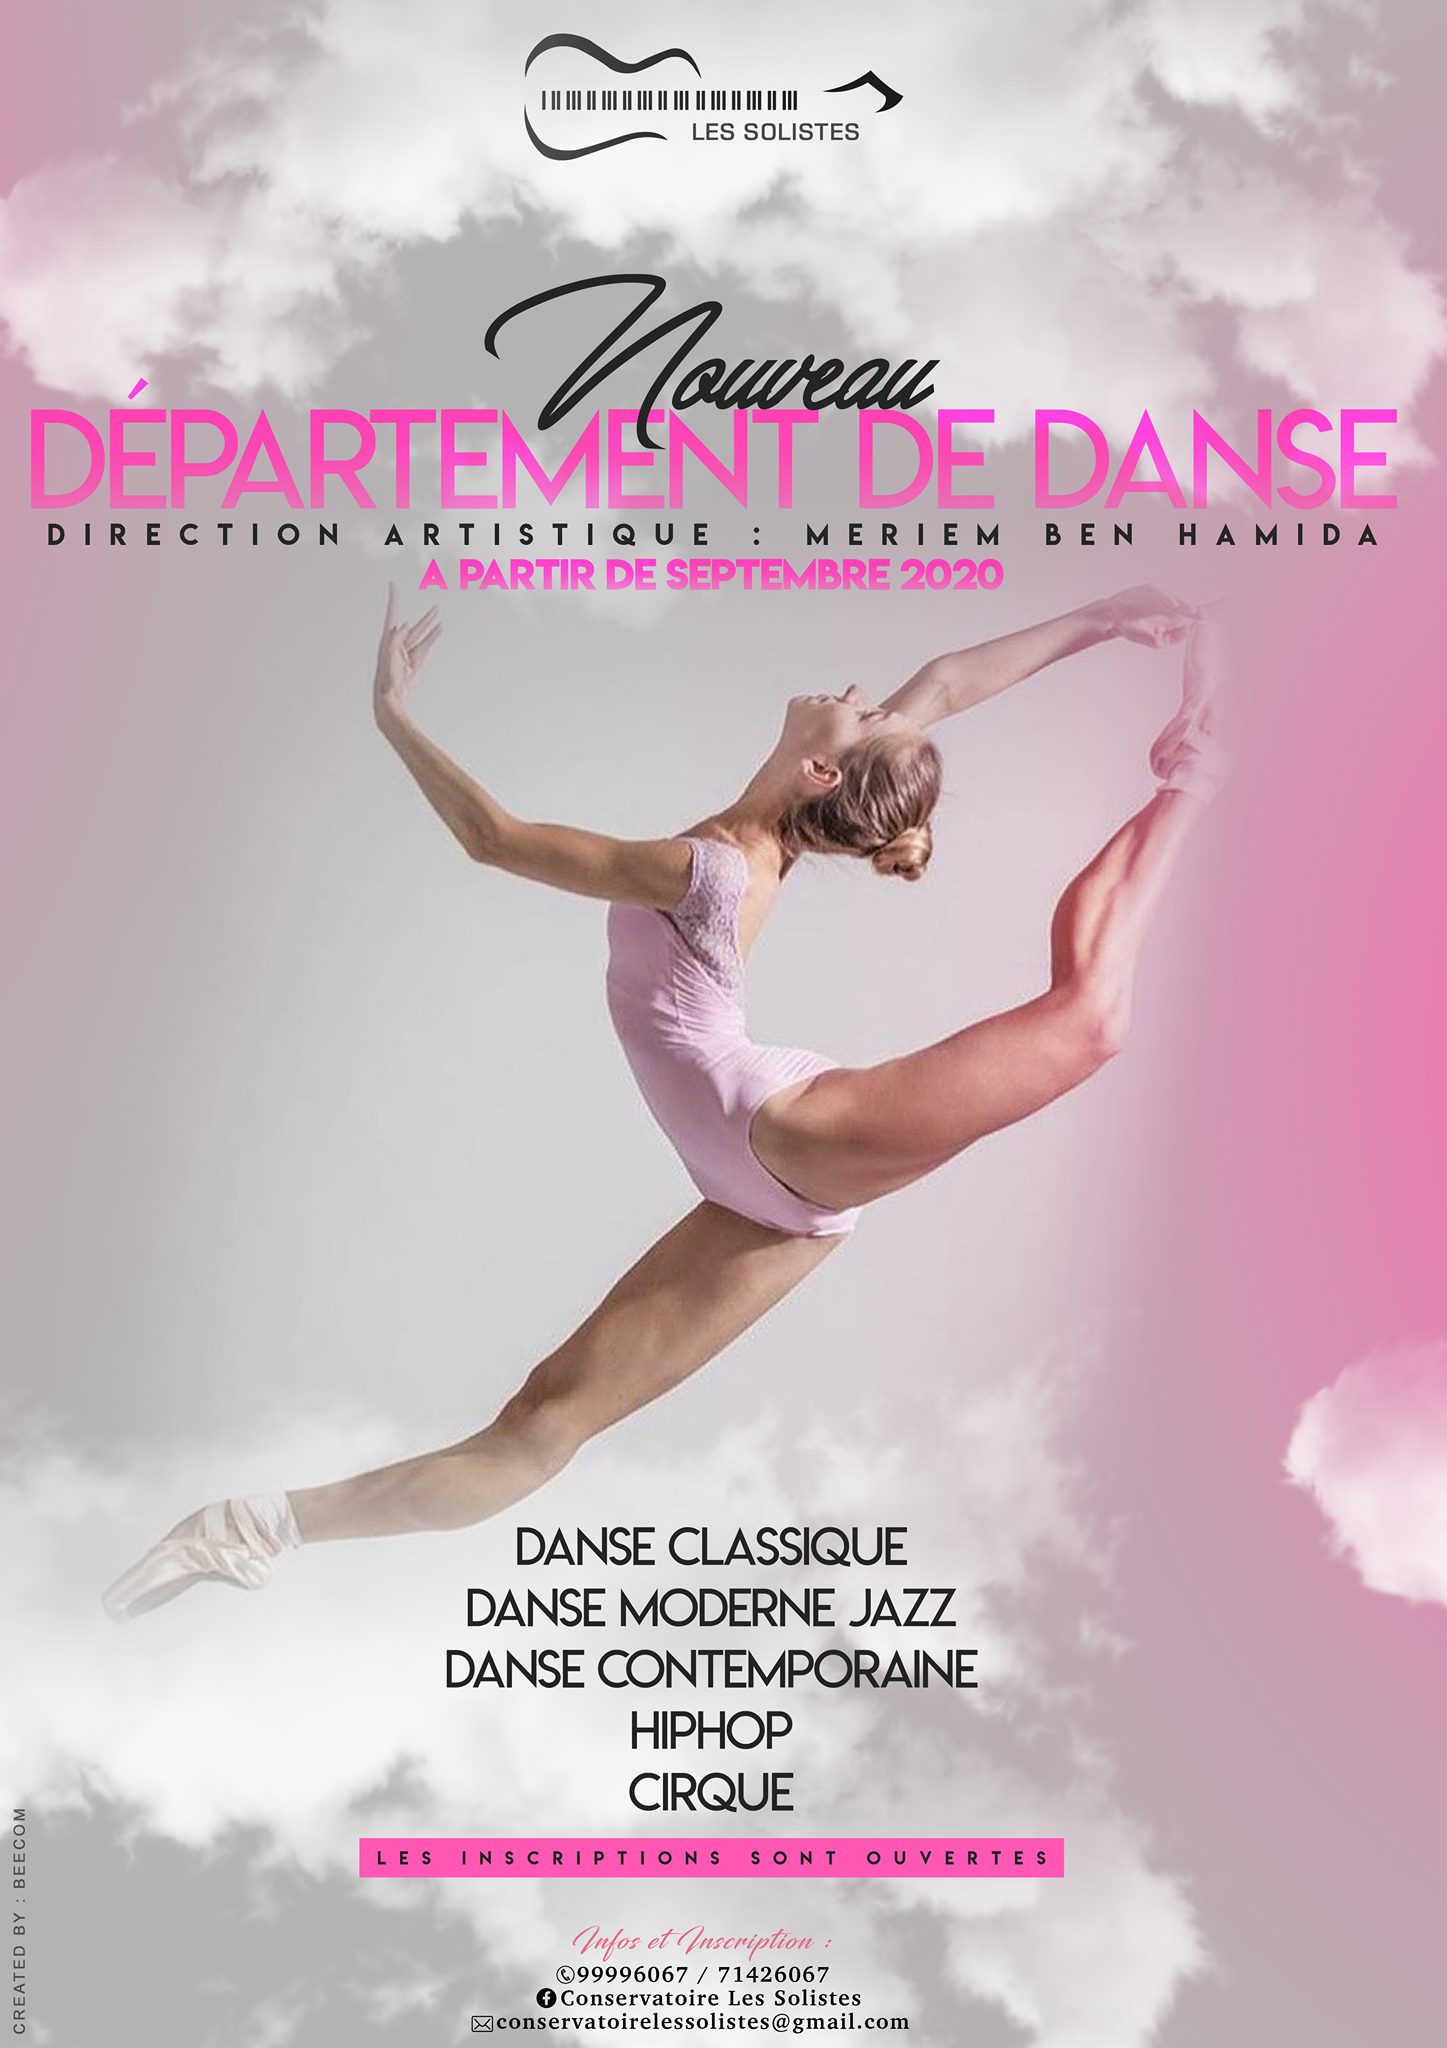 LES SOLISTES
Nouveau
DÉPARTEMENT DE DANSE
DIRECTION ARTISTIQUE : MERIEM BEN HAMIDA
A PARTIR DE SEPTEMBRE 2020
DANSE CLASSIQUE
DANSE MODERNE JAZZ
DANSE CONTEMPORAINE
HIPHOP
CIRQUE
LES INSCRIPTIONS SONT OUVERTES
Infos et Inscription :
99996067 / 71426067
Conservatoire Les Solistes
conservatoirelessolistes@gmail.com
CREATED BY : BEECOM